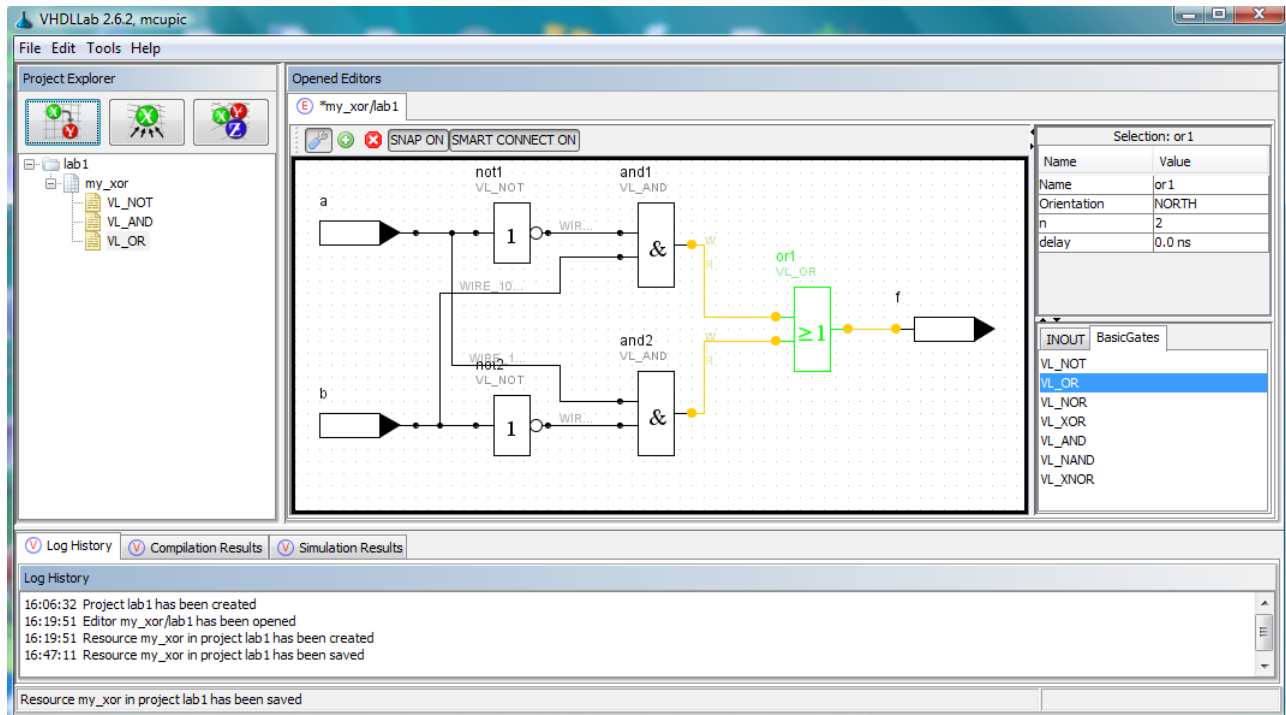 VHDLLab 2.6.2, mcupic
File Edit Tools Help
Project Explorer
lab1
my_xor
VL_NOT
VL_AND
VL_OR
Opened Editors
E *my_xor/lab1
SNAP ON SMART CONNECT ON
not1
VL_NOT
and1
VL_AND
a
1
WIR...
&
W
R
or1
VL_OR
WIRE_10...
f
≥1
and2
VL_AND
WIRE_1...
not2
VL_NOT
W
R
b
1
WIR...
&
Selection: or1
Name Value
Name or1
Orientation NORTH
n 2
delay 0.0 ns
INOUT BasicGates
VL_NOT
VL_OR
VL_NOR
VL_XOR
VL_AND
VL_NAND
VL_XNOR
V Log History V Compilation Results V Simulation Results
Log History
16:06:32 Project lab1 has been created
16:19:51 Editor my_xor/lab1 has been opened
16:19:51 Resource my_xor in project lab1 has been created
16:47:11 Resource my_xor in project lab1 has been saved
Resource my_xor in project lab1 has been saved